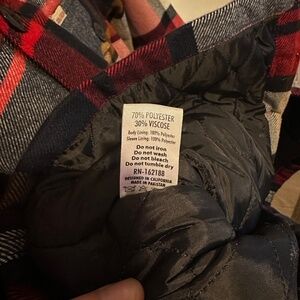 70% POLYESTER
30% VISCOSE
Body Lining: 100% Polyester
Sleeve Lining: 100% Polyester
Do not iron
Do not wash
Do not bleach
Do not tumble dry
RN-162188
DESIGNED IN CALIFORNIA
MADE IN PAKISTAN